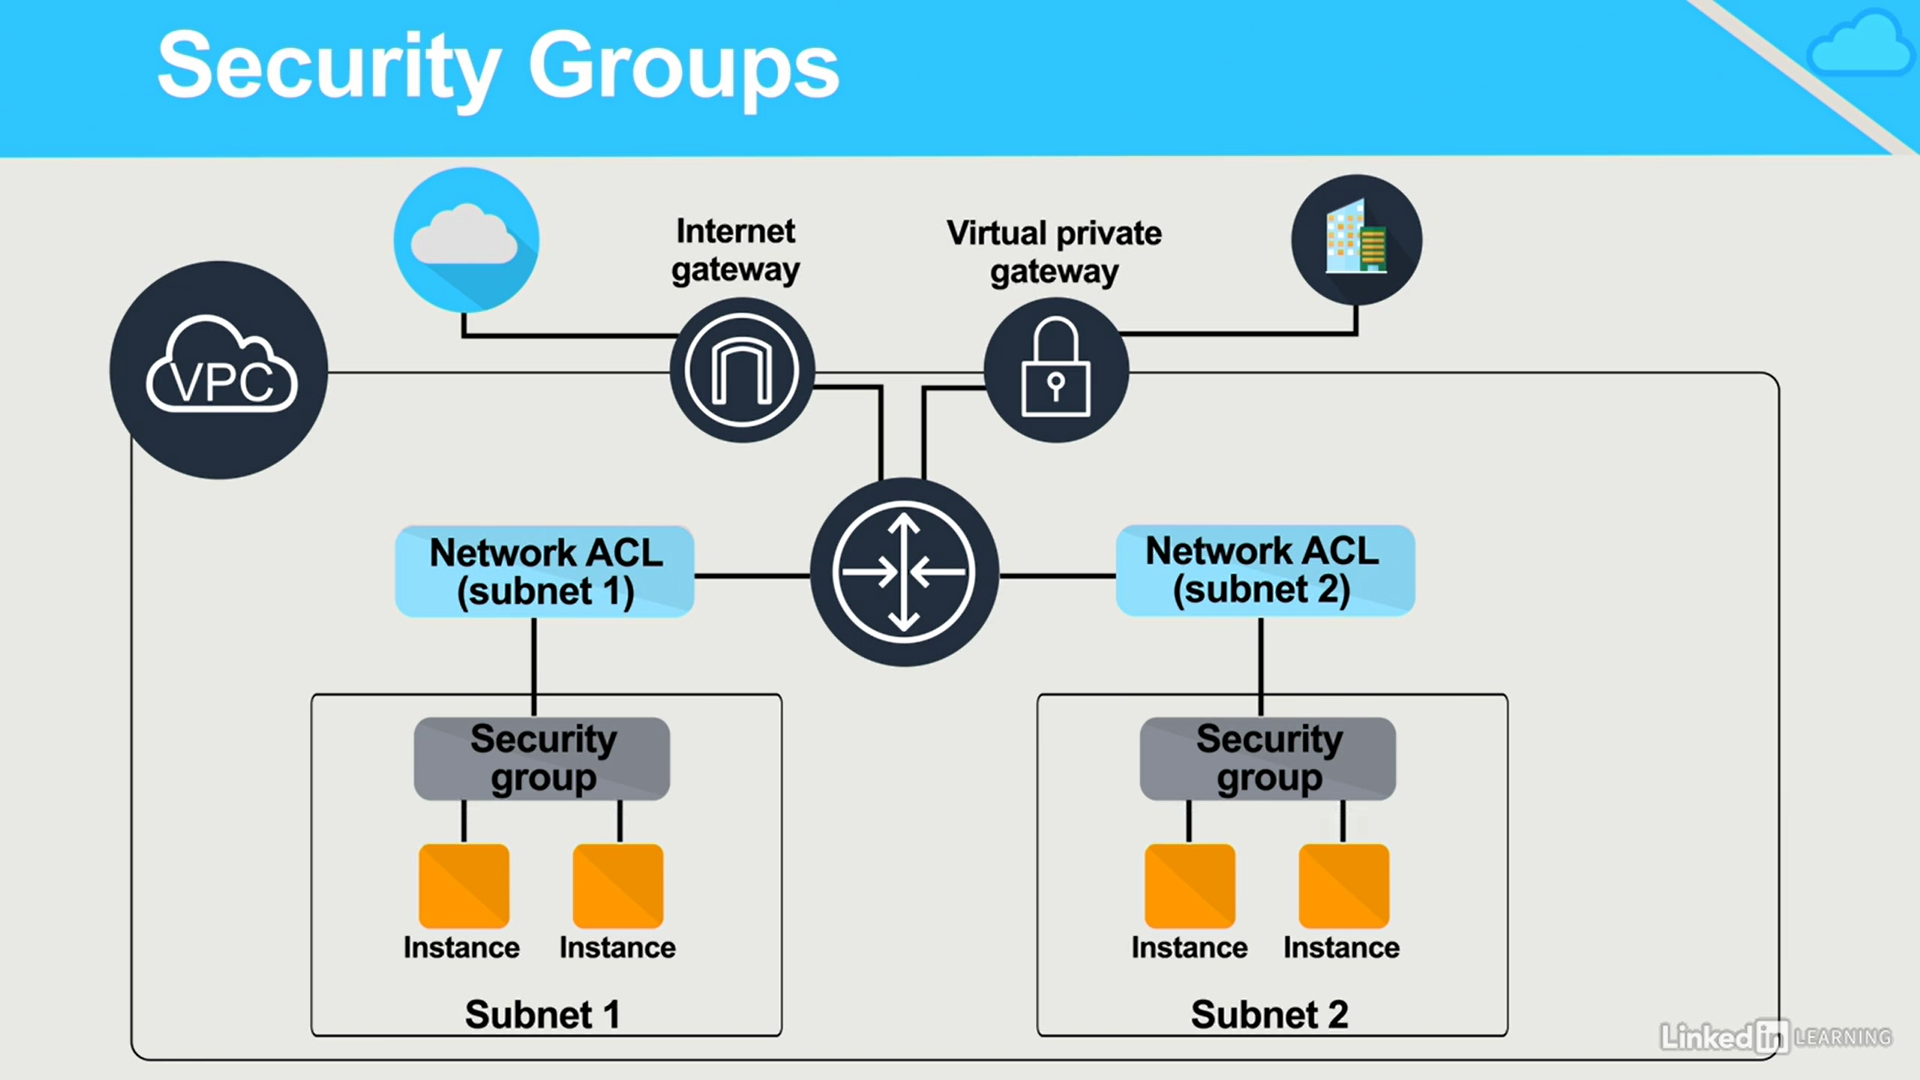 Security Groups
Internet
gateway
Virtual private
gateway
VPC
Network ACL
(subnet 1)
Network ACL
(subnet 2)
Security
group
Security
group
Instance
Instance
Instance
Instance
Subnet 1
Subnet 2
Linked in LEARNING